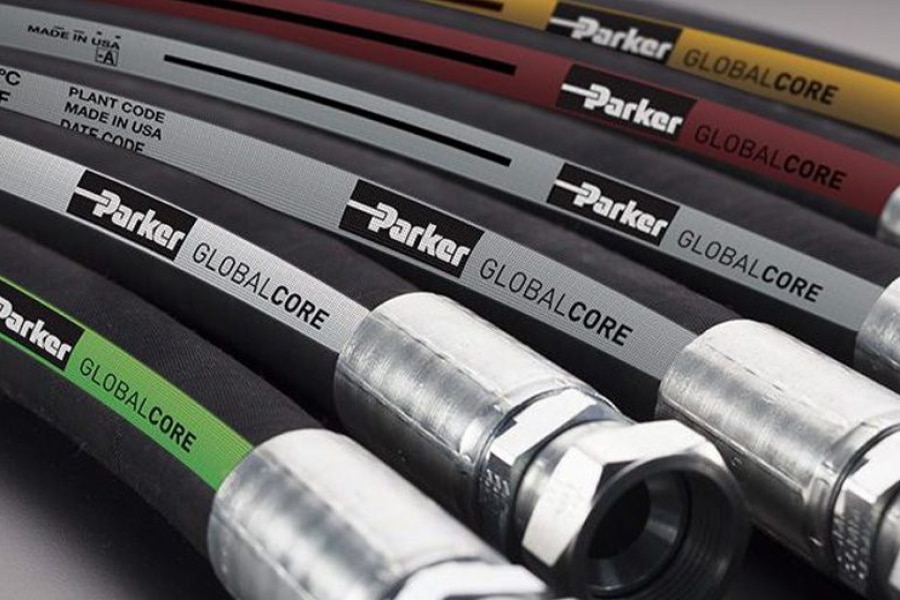 Parker GLOBALCORE
Parker GLOBALCORE
MADE IN USA
-A
Parker GLOBALCORE
°C
F
PLANT CODE
MADE IN USA
DATE CODE
Parker GLOBALCORE
Parker GLOBALCORE
Parker GLOBALCORE